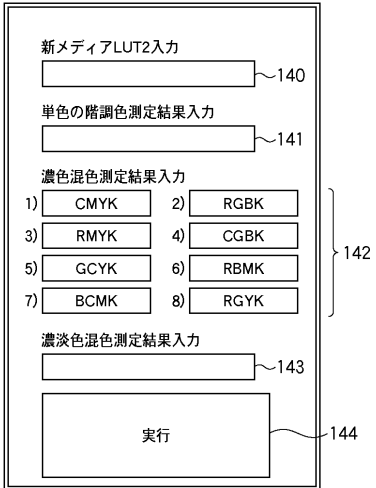 新メディアLUT2入力
140
単色の階調色測定結果入力
141
濃色混色測定結果入力
1) CMYK 2) RGBK
3) RMYK 4) CGBK
5) GCYK 6) RBMK
7) BCMK 8) RGYK
142
濃淡色混色測定結果入力
143
実行
144